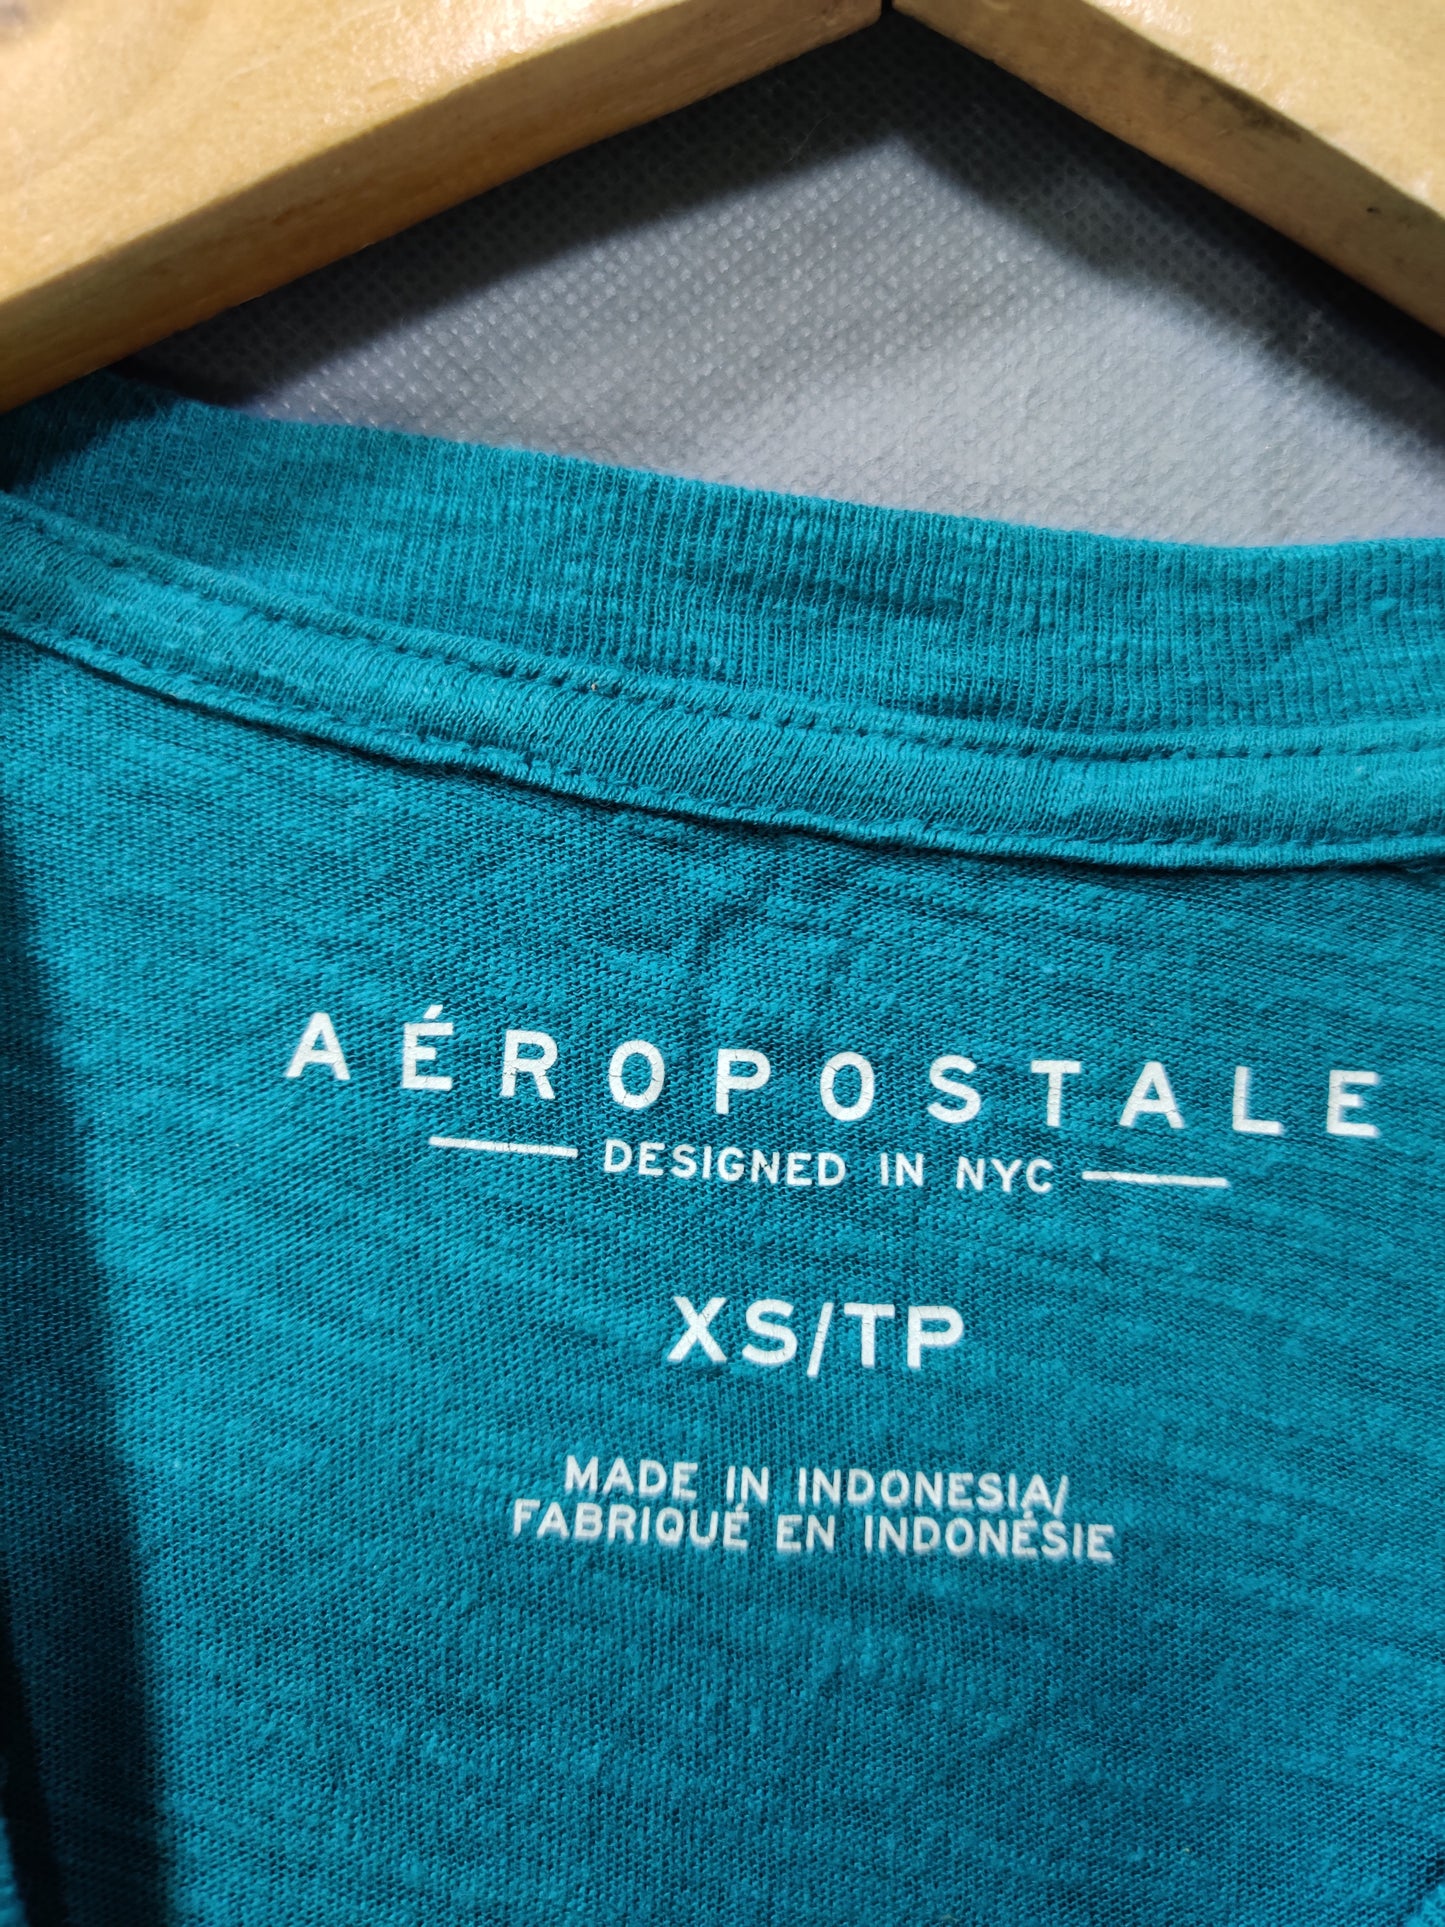 AÉROPOSTALE
DESIGNED IN NYC
XS/TP
MADE IN INDONESIA/
FABRIQUÉ EN INDONÉSIE